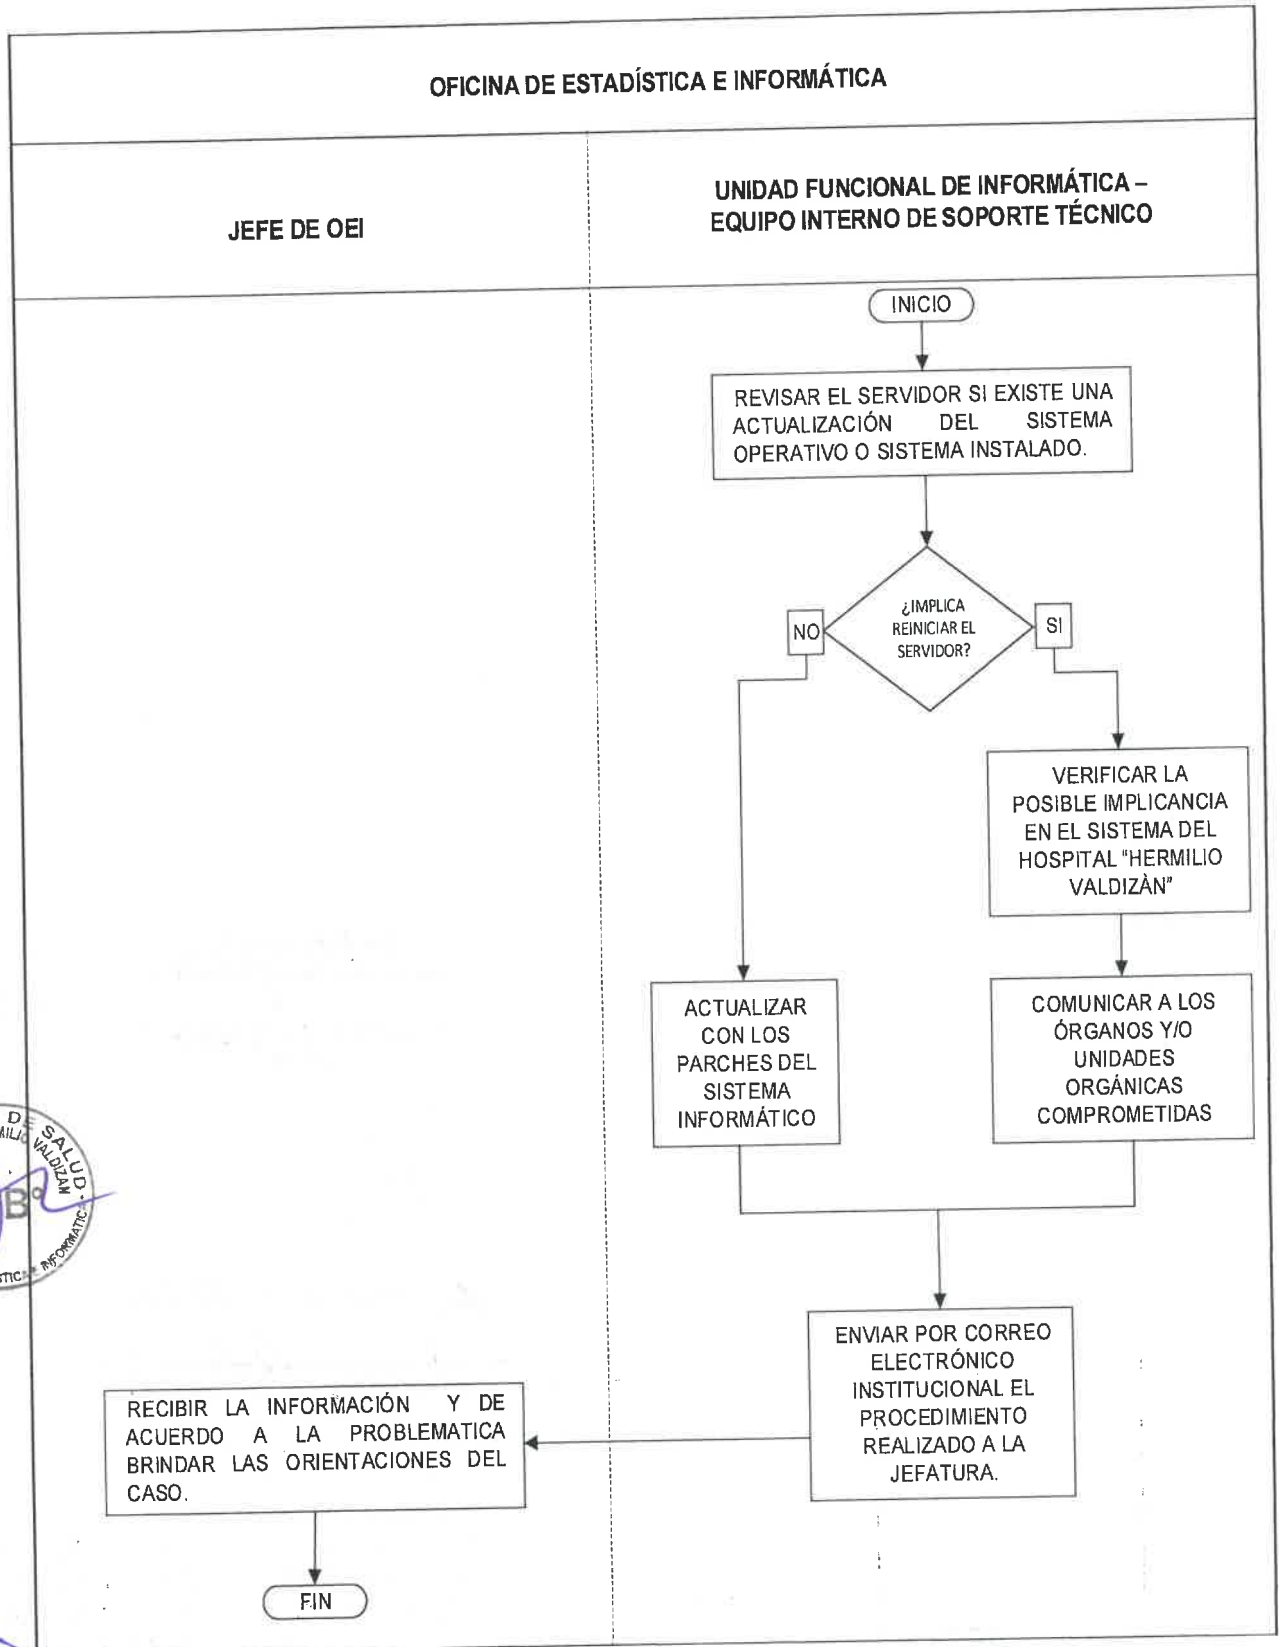 OFICINA DE ESTADÍSTICA E INFORMÁTICA
JEFE DE OEI
UNIDAD FUNCIONAL DE INFORMÁTICA –
EQUIPO INTERNO DE SOPORTE TÉCNICO
INICIO
REVISAR EL SERVIDOR SI EXISTE UNA
ACTUALIZACIÓN DEL SISTEMA
OPERATIVO O SISTEMA INSTALADO.
¿IMPLICA
REINICIAR EL
SERVIDOR?
NO
SI
VERIFICAR LA
POSIBLE IMPLICANCIA
EN EL SISTEMA DEL
HOSPITAL "HERMILIO
VALDIZÀN"
ACTUALIZAR
CON LOS
PARCHES DEL
SISTEMA
INFORMÁTICO
COMUNICAR A LOS
ÓRGANOS Y/O
UNIDADES
ORGÁNICAS
COMPROMETIDAS
DE SALUD
VALDIZAN
B°
ENVIAR POR CORREO
ELECTRÓNICO
INSTITUCIONAL EL
PROCEDIMIENTO
REALIZADO A LA
JEFATURA.
RECIBIR LA INFORMACIÓN Y DE
ACUERDO A LA PROBLEMATICA
BRINDAR LAS ORIENTACIONES DEL
CASO.
FIN